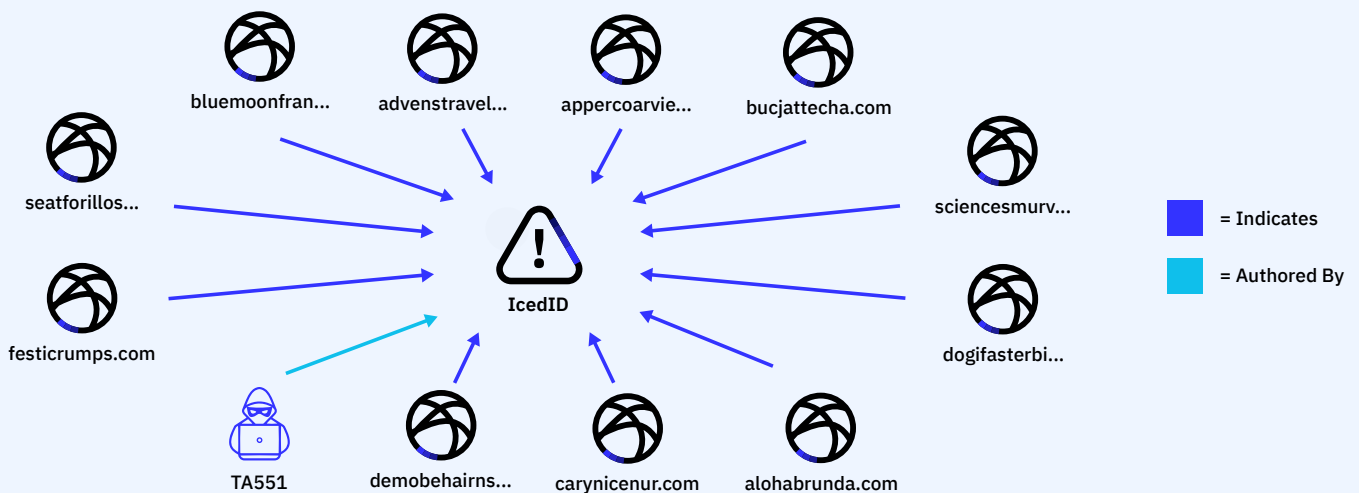 bluemoonfran...
advenstravel...
appercoarvie...
bucjattecha.com
seatforillos...
sciencesmurv...
= Indicates
= Authored By
IcedID
festicrumps.com
dogifasterbi...
TA551
demobehairns...
carynicenur.com
alohabrunda.com